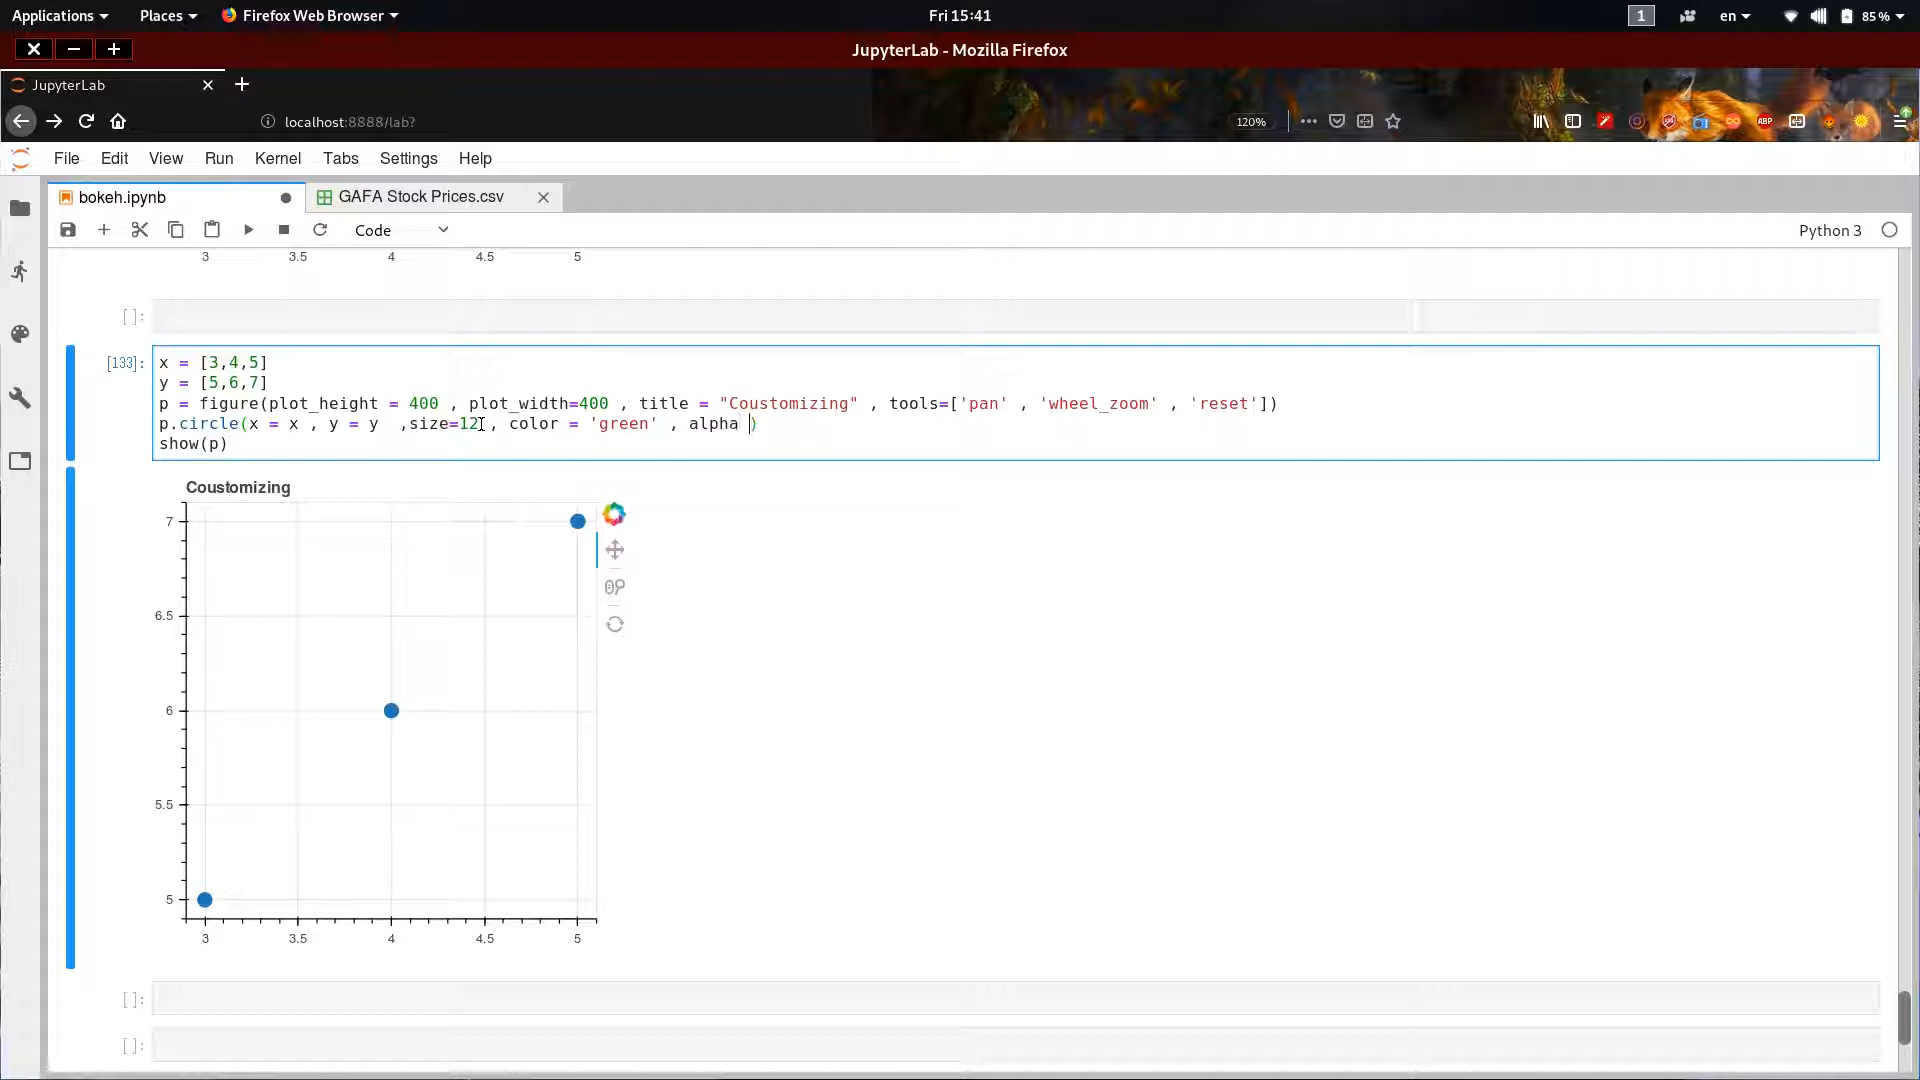 Applications Places Firefox Web Browser Fri 15:41 1 en 85%
JupyterLab - Mozilla Firefox
JupyterLab
localhost:8888/lab? 120% ABP
File Edit View Run Kernel Tabs Settings Help
bokeh.ipynb GAFA Stock Prices.csv
Code Python 3
3 3.5 4 4.5 5
[ ]:
[133]: x = [3,4,5]
y = [5,6,7]
p = figure(plot_height = 400 , plot_width=400 , title = "Coustomizing" , tools=['pan' , 'wheel_zoom' , 'reset'])
p.circle(x = x , y = y  ,size=12 , color = 'green' , alpha )
show(p)
Coustomizing
7
6.5
6
5.5
5
3 3.5 4 4.5 5
[ ]:
[ ]: